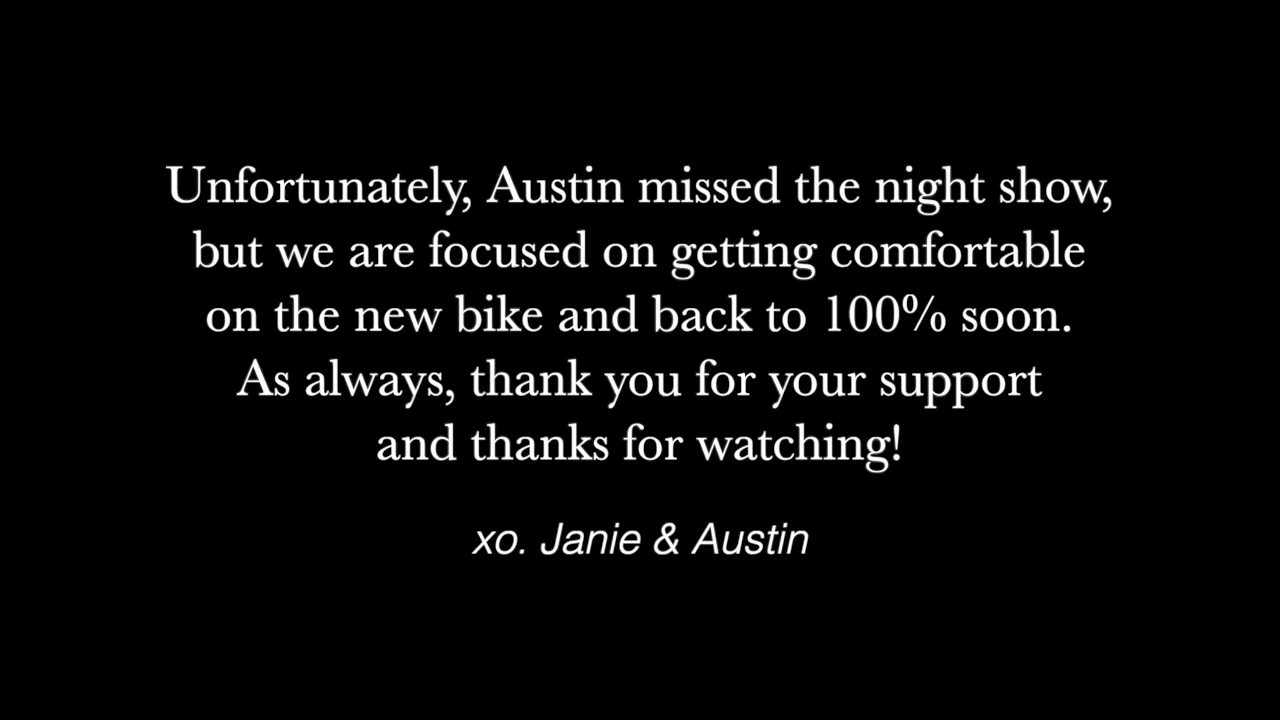 Unfortunately, Austin missed the night show,
but we are focused on getting comfortable
on the new bike and back to 100% soon.
As always, thank you for your support
and thanks for watching!
xo. Janie & Austin